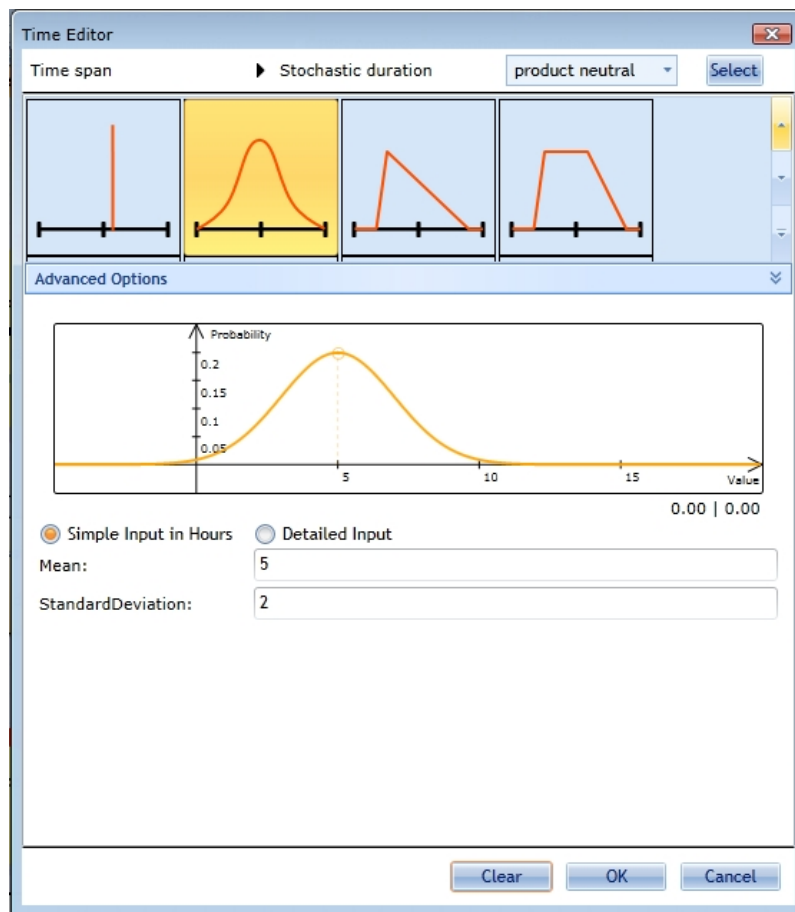 Time Editor
Time span Stochastic duration product neutral Select
Advanced Options
Probability
0.2
0.15
0.1
0.05
5 10 15
Value
0.00 | 0.00
Simple Input in Hours Detailed Input
Mean: 5
StandardDeviation: 2
Clear OK Cancel